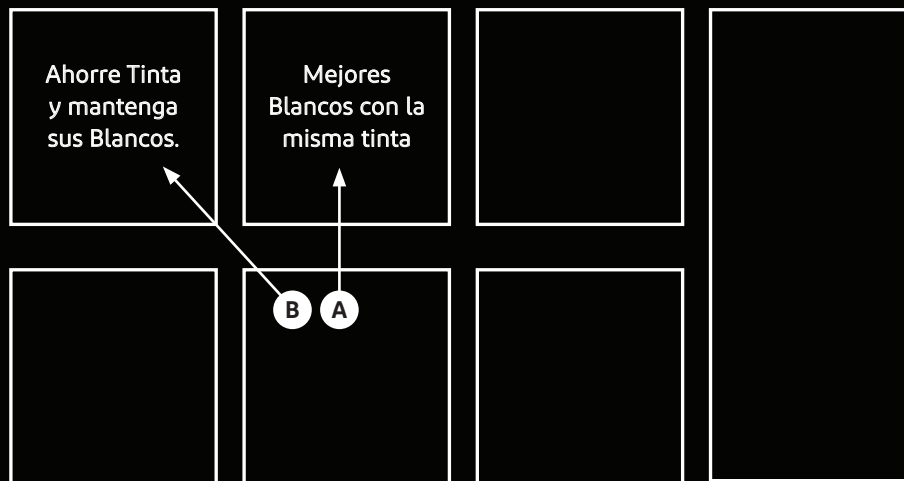 Ahorre Tinta
y mantenga
sus Blancos.
Mejores
Blancos con la
misma tinta
B
A